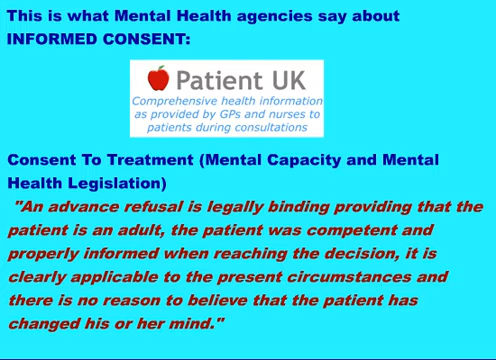 This is what Mental Health agencies say about
INFORMED CONSENT:
Patient UK
Comprehensive health information
as provided by GPs and nurses to
patients during consultations
Consent To Treatment (Mental Capacity and Mental
Health Legislation)
"An advance refusal is legally binding providing that the
patient is an adult, the patient was competent and
properly informed when reaching the decision, it is
clearly applicable to the present circumstances and
there is no reason to believe that the patient has
changed his or her mind."